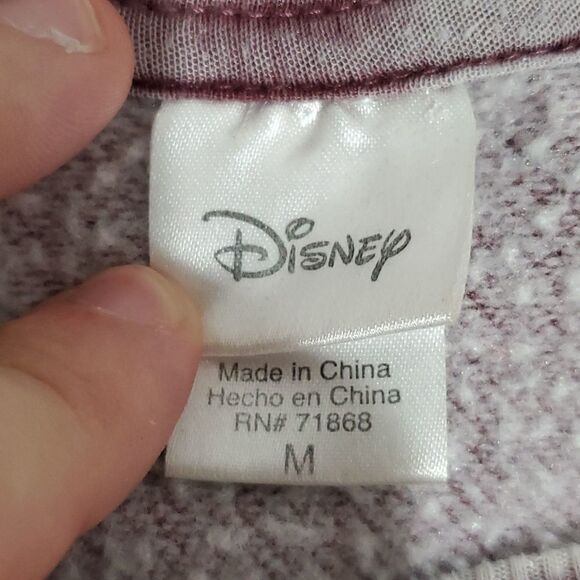 Disney
Made in China
Hecho en China
RN# 71868
M